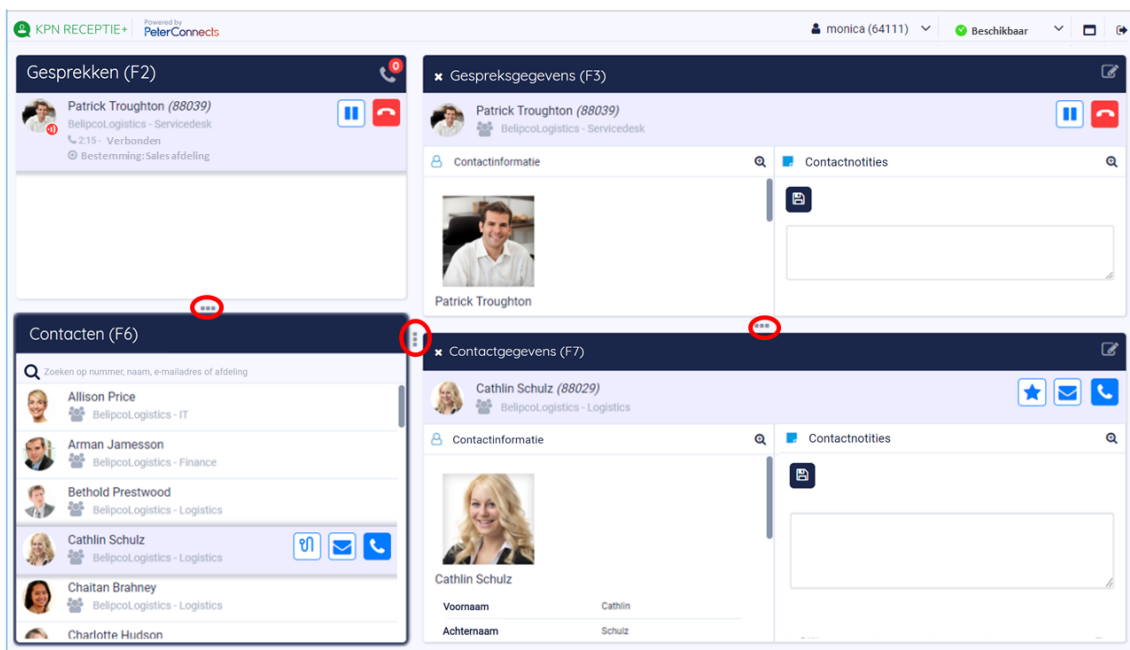 KPN RECEPTIE+
Powered by
PeterConnects
monica (64111)
Beschikbaar
Gesprekken (F2)
0
Patrick Troughton (88039)
BelipcoLogistics - Servicedesk
2:15 - Verbonden
Bestemming: Sales afdeling
Gespreksgegevens (F3)
Patrick Troughton (88039)
BelipcoLogistics - Servicedesk
Contactinformatie
Contactnotities
Patrick Troughton
Contacten (F6)
Zoeken op nummer, naam, e-mailadres of afdeling
Allison Price
BelipcoLogistics - IT
Arman Jamesson
BelipcoLogistics - Finance
Bethold Prestwood
BelipcoLogistics - Logistics
Cathlin Schulz
BelipcoLogistics - Logistics
Chaitan Brahney
BelipcoLogistics - Logistics
Charlotte Hudson
Contactgegevens (F7)
Cathlin Schulz (88029)
BelipcoLogistics - Logistics
Contactinformatie
Contactnotities
Cathlin Schulz
Voornaam Cathlin
Achternaam Schulz